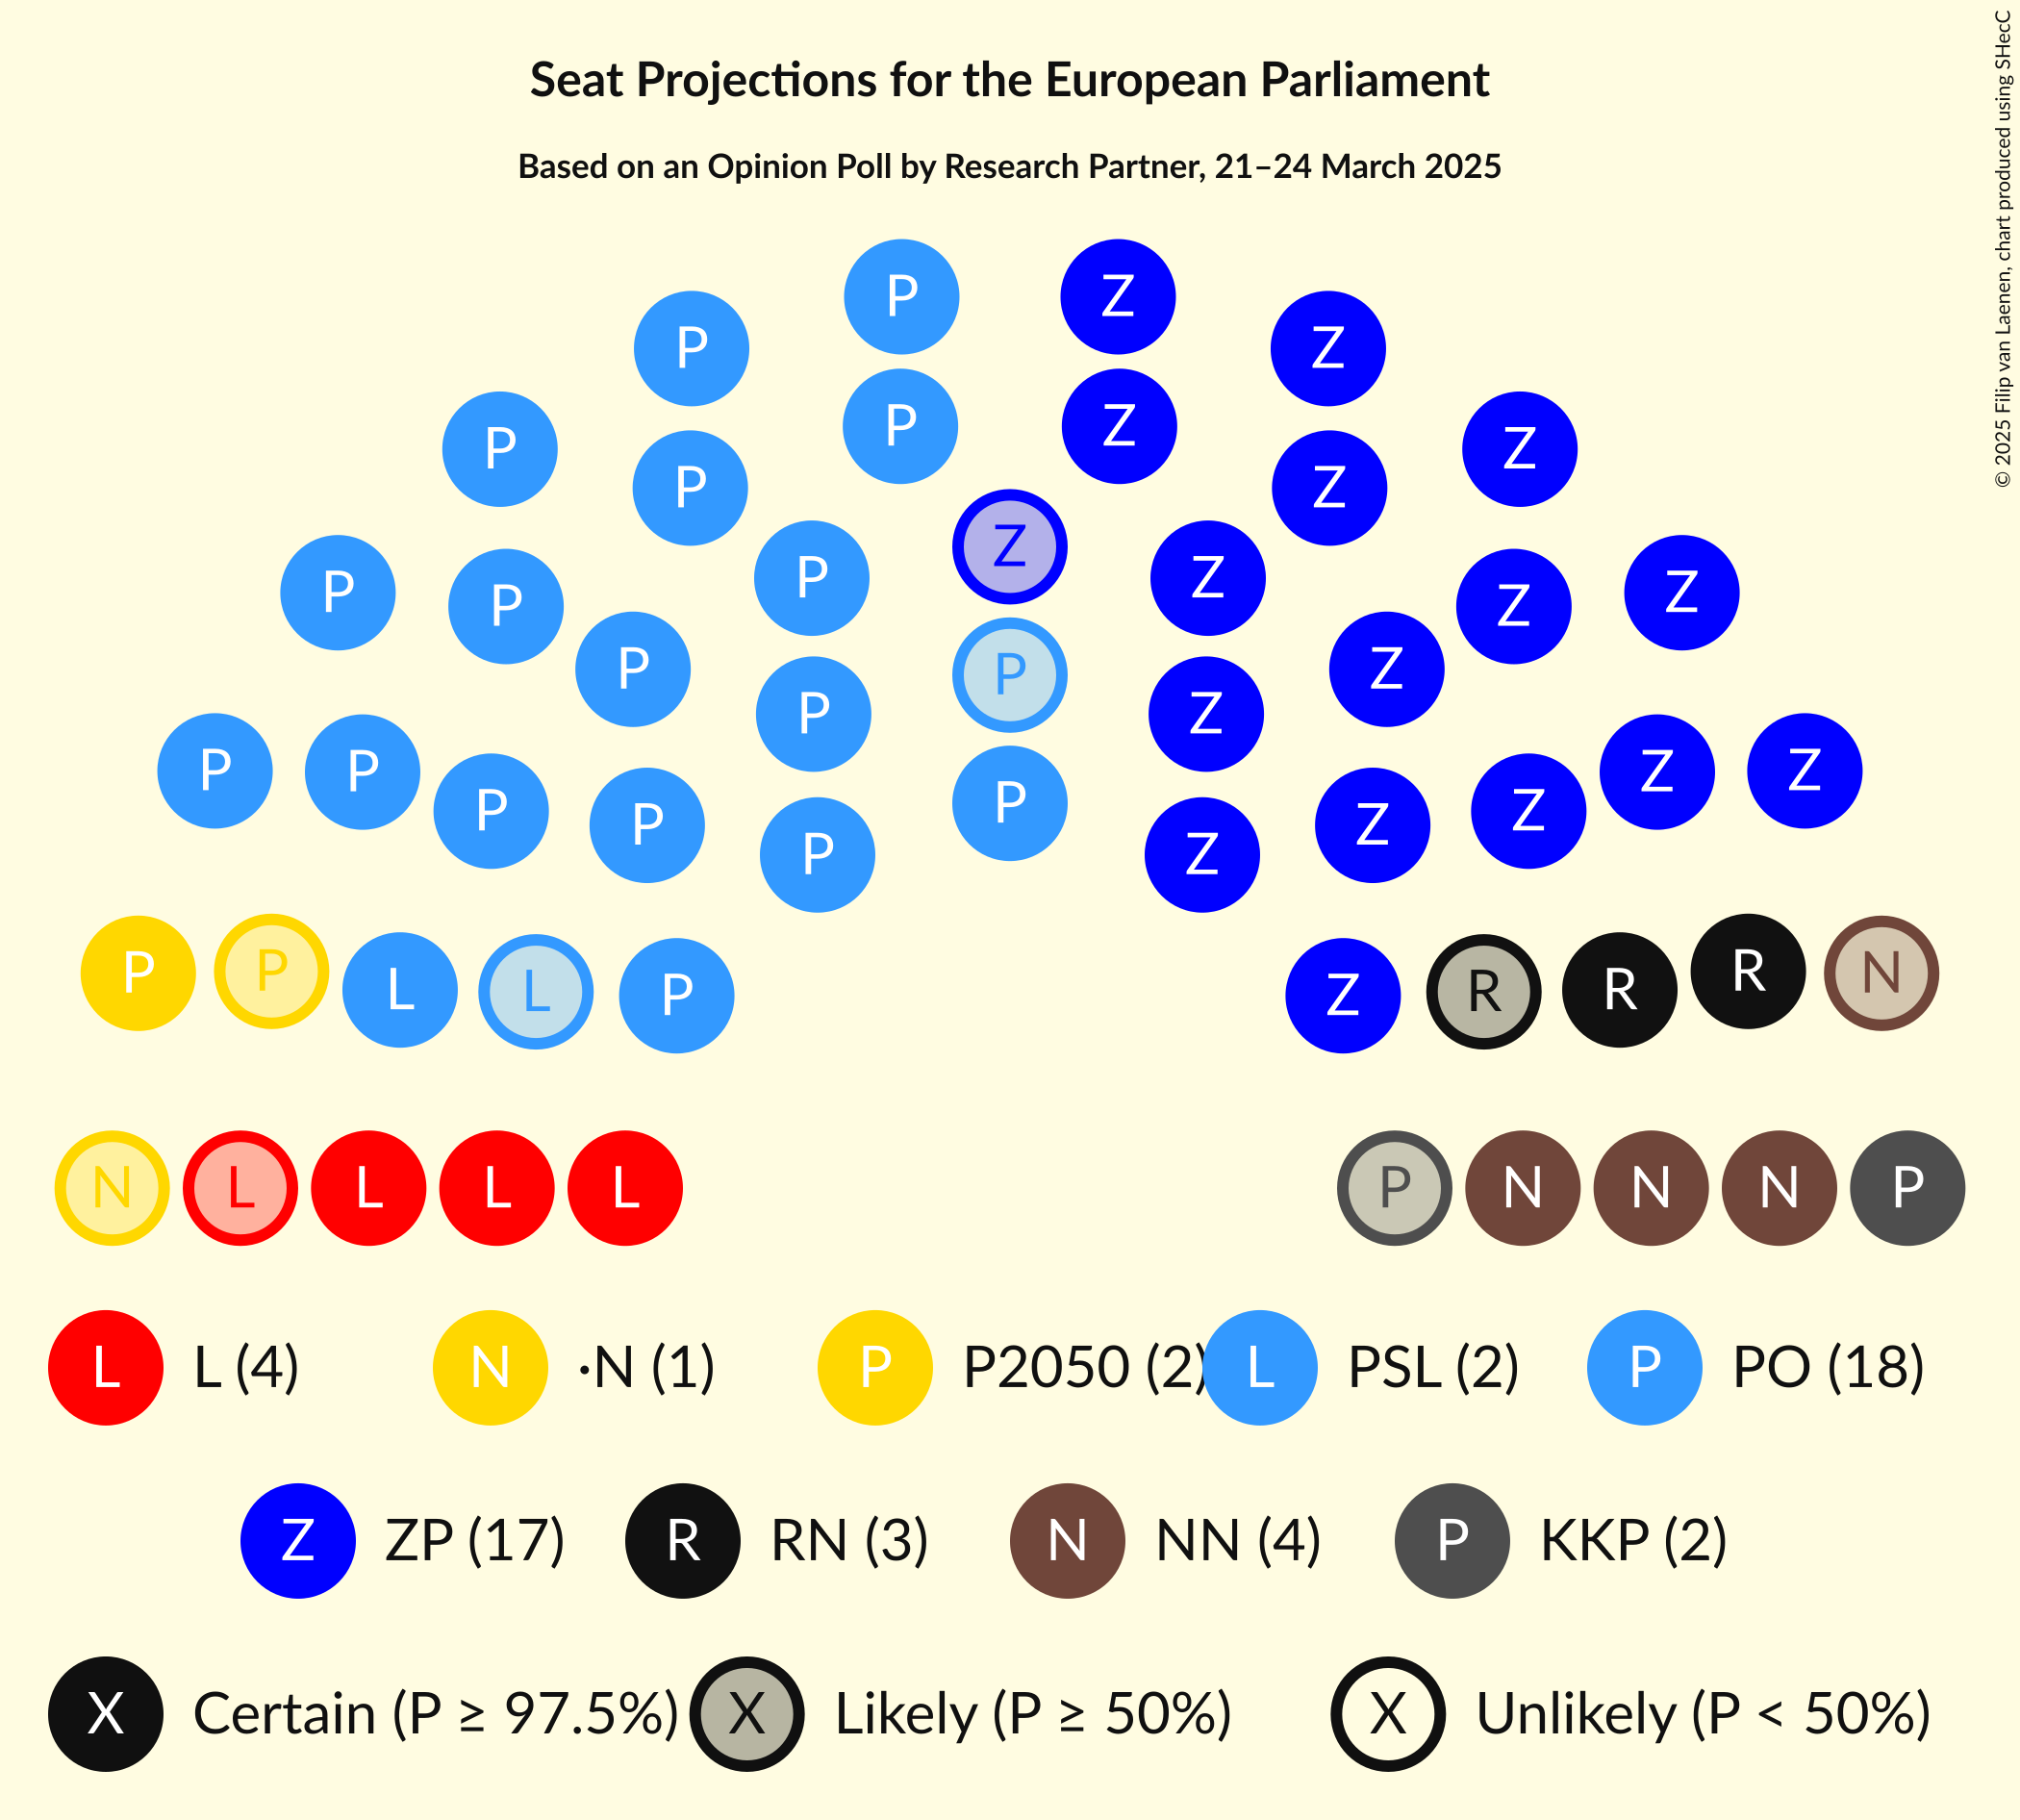 Seat Projections for the European Parliament
Based on an Opinion Poll by Research Partner, 21–24 March 2025
© 2025 Filip van Laenen, chart produced using SHecC
P Z
P Z
P Z
P Z
P Z
Z
P Z
P Z
P Z
P Z
P
P Z
P Z
P Z
P
P Z
P Z
P Z
P P L L P Z R R R N
N L L L L P N N N P
L L (4) N ·N (1) P P2050 (2) L PSL (2) P PO (18)
Z ZP (17) R RN (3) N NN (4) P KKP (2)
X Certain (P ≥ 97.5%) X Likely (P ≥ 50%) X Unlikely (P < 50%)